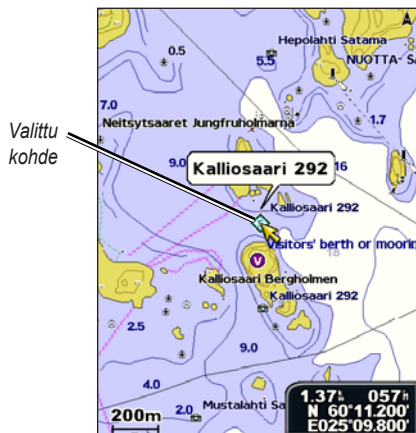 Hepolahti Satama
0.5
5.5
NUOTTA- SA
7.0
1.7
Neitsytsaaret Jungfruholmarna
Valittu
kohde
9.0
Kalliosaari 292
16
Kalliosaari 292
Visitors' berth or moorin
18
V
Kalliosaari Bergholmen
Kalliosaari 292
2.5
9.0
4.0
200m
2.0
Mustalahti Sa
1.37
057
N 60°11.200'
E025°09.800'